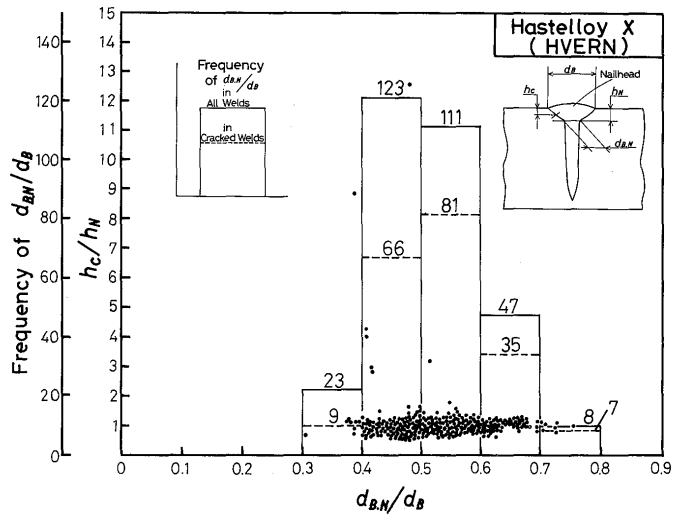 Hastelloy X
(HVERN)
Frequency
of dB.N/dB
in
All Welds
in
Cracked Welds
dB
Nailhead
hC
hN
dB.N
123
111
81
66
47
35
23
9
8
7
Frequency of dB.N/dB
140
120
100
80
60
40
20
0
hC/hN
15
14
13
12
11
10
9
8
7
6
5
4
3
2
1
0
0.1
0.2
0.3
0.4
0.5
0.6
0.7
0.8
0.9
dB.N/dB